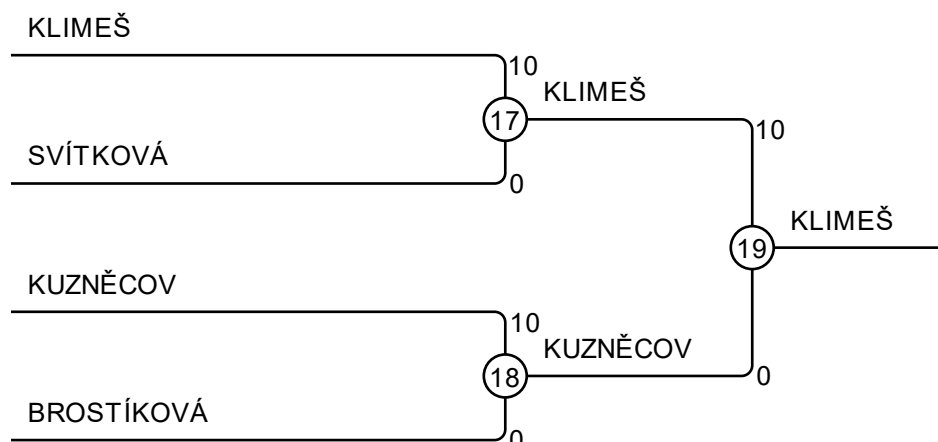 KLIMEŠ
10
KLIMEŠ
17
10
SVÍTKOVÁ
0
KLIMEŠ
19
KUZNĚCOV
10
KUZNĚCOV
18
0
BROSTÍKOVÁ
0